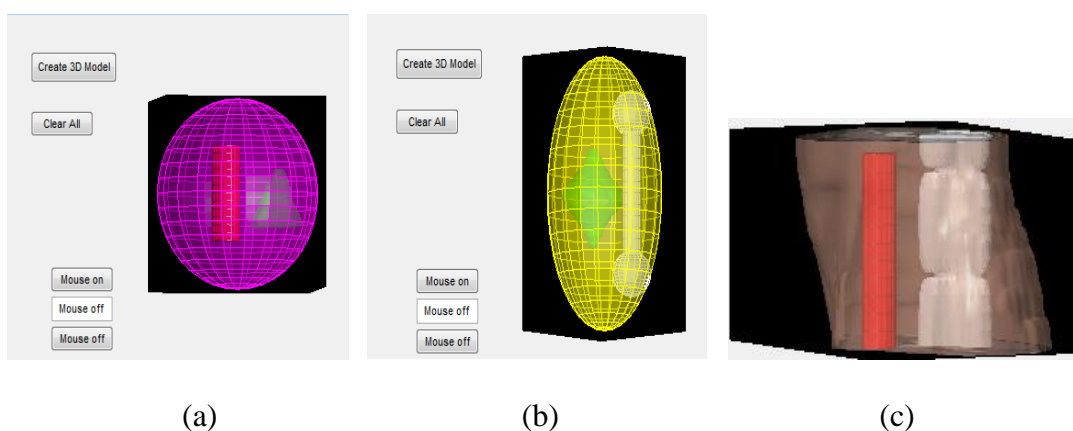 Create 3D Model
Clear All
Mouse on
Mouse off
Mouse off
Create 3D Model
Clear All
Mouse on
Mouse off
Mouse off
(a)
(b)
(c)